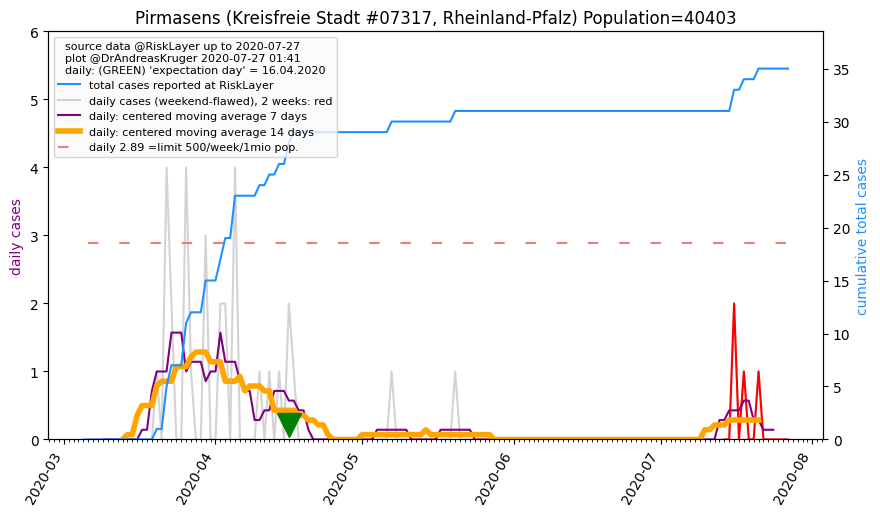 Pirmasens (Kreisfreie Stadt #07317, Rheinland-Pfalz) Population=40403
source data @RiskLayer up to 2020-07-27
plot @DrAndreasKruger 2020-07-27 01:41
daily: (GREEN) 'expectation day' = 16.04.2020
total cases reported at RiskLayer
daily cases (weekend-flawed), 2 weeks: red
daily: centered moving average 7 days
daily: centered moving average 14 days
daily 2.89 =limit 500/week/1mio pop.
daily cases
6
5
4
3
2
1
0
35
30
25
20
15
10
5
0
cumulative total cases
2020-03
2020-04
2020-05
2020-06
2020-07
2020-08